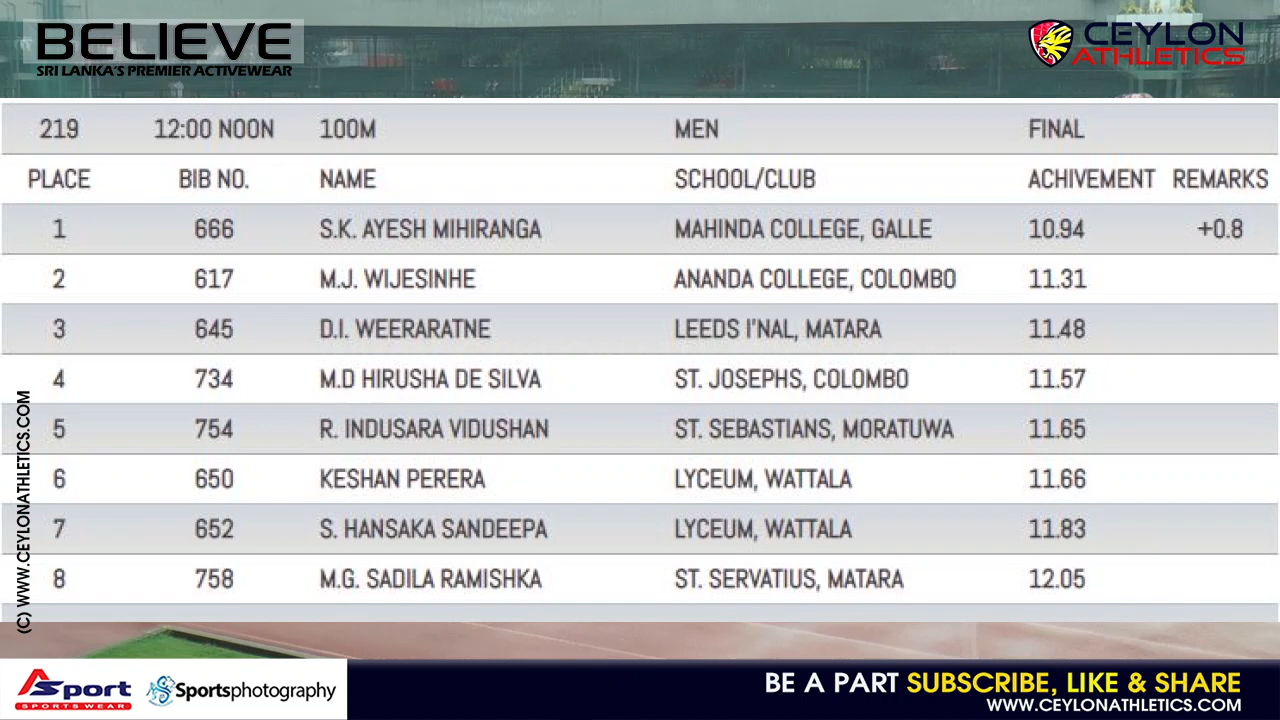 BELIEVE
SRI LANKA'S PREMIER ACTIVEWEAR
CEYLON
ATHLETICS
219 12:00 NOON 100M MEN FINAL
PLACE BIB NO. NAME SCHOOL/CLUB ACHIVEMENT REMARKS
1 666 S.K. AYESH MIHIRANGA MAHINDA COLLEGE, GALLE 10.94 +0.8
2 617 M.J. WIJESINHE ANANDA COLLEGE, COLOMBO 11.31
3 645 D.I. WEERARATNE LEEDS I'NAL, MATARA 11.48
4 734 M.D HIRUSHA DE SILVA ST. JOSEPHS, COLOMBO 11.57
5 754 R. INDUSARA VIDUSHAN ST. SEBASTIANS, MORATUWA 11.65
6 650 KESHAN PERERA LYCEUM, WATTALA 11.66
7 652 S. HANSAKA SANDEEPA LYCEUM, WATTALA 11.83
8 758 M.G. SADILA RAMISHKA ST. SERVATIUS, MATARA 12.05
(C) WWW.CEYLONATHLETICS.COM
ASport
SPORTS WEAR
Sportsphotography
BE A PART SUBSCRIBE, LIKE & SHARE
WWW.CEYLONATHLETICS.COM